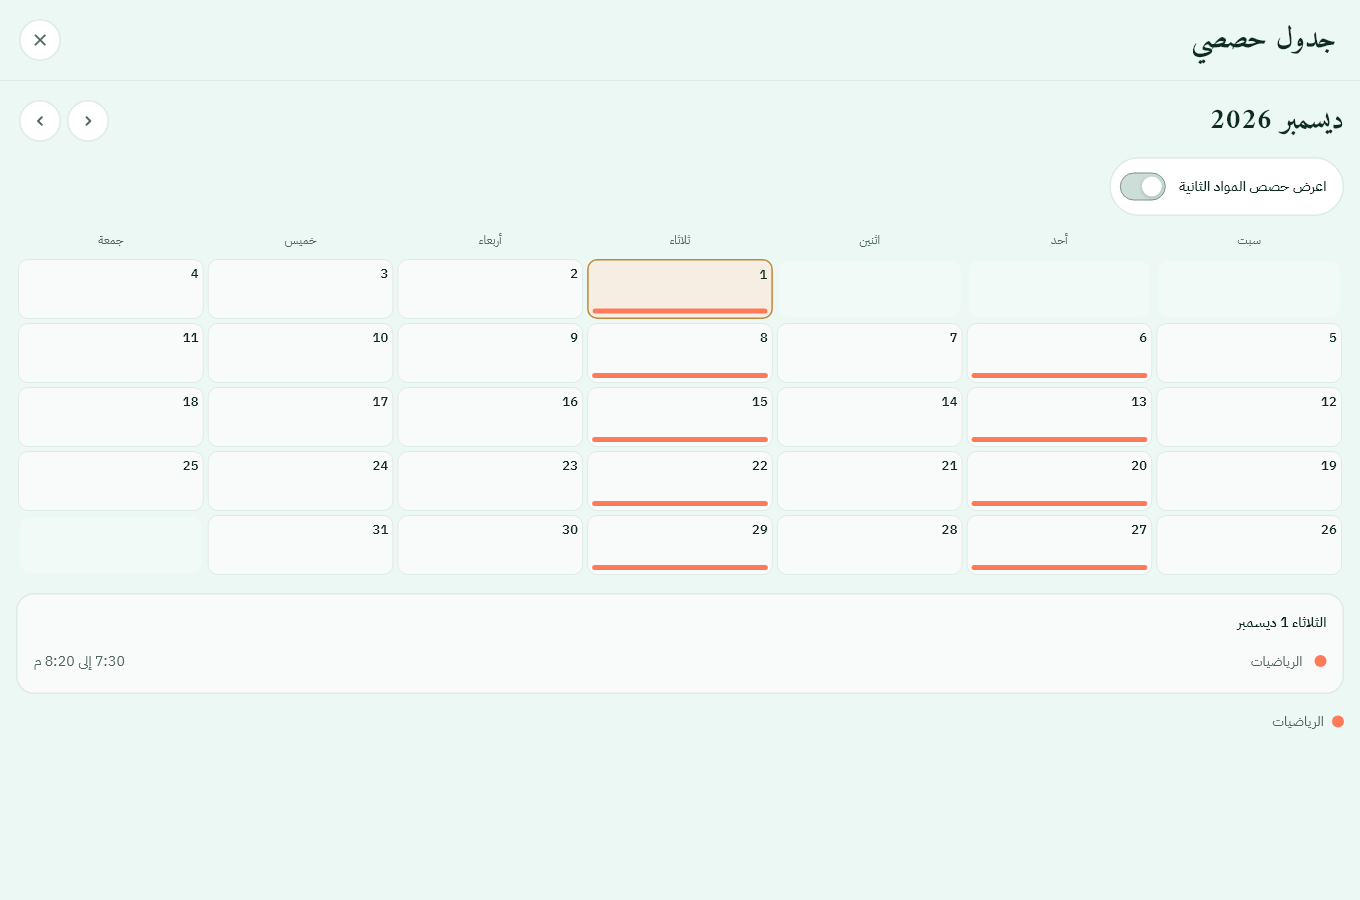 جدول حصصي
ديسمبر 2026
اعرض حصص المواد الثانية
سبت أحد اثنين ثلاثاء أربعاء خميس جمعة
1 2 3 4
5 6 7 8 9 10 11
12 13 14 15 16 17 18
19 20 21 22 23 24 25
26 27 28 29 30 31
الثلاثاء 1 ديسمبر
الرياضيات 7:30 إلى 8:20 م
الرياضيات